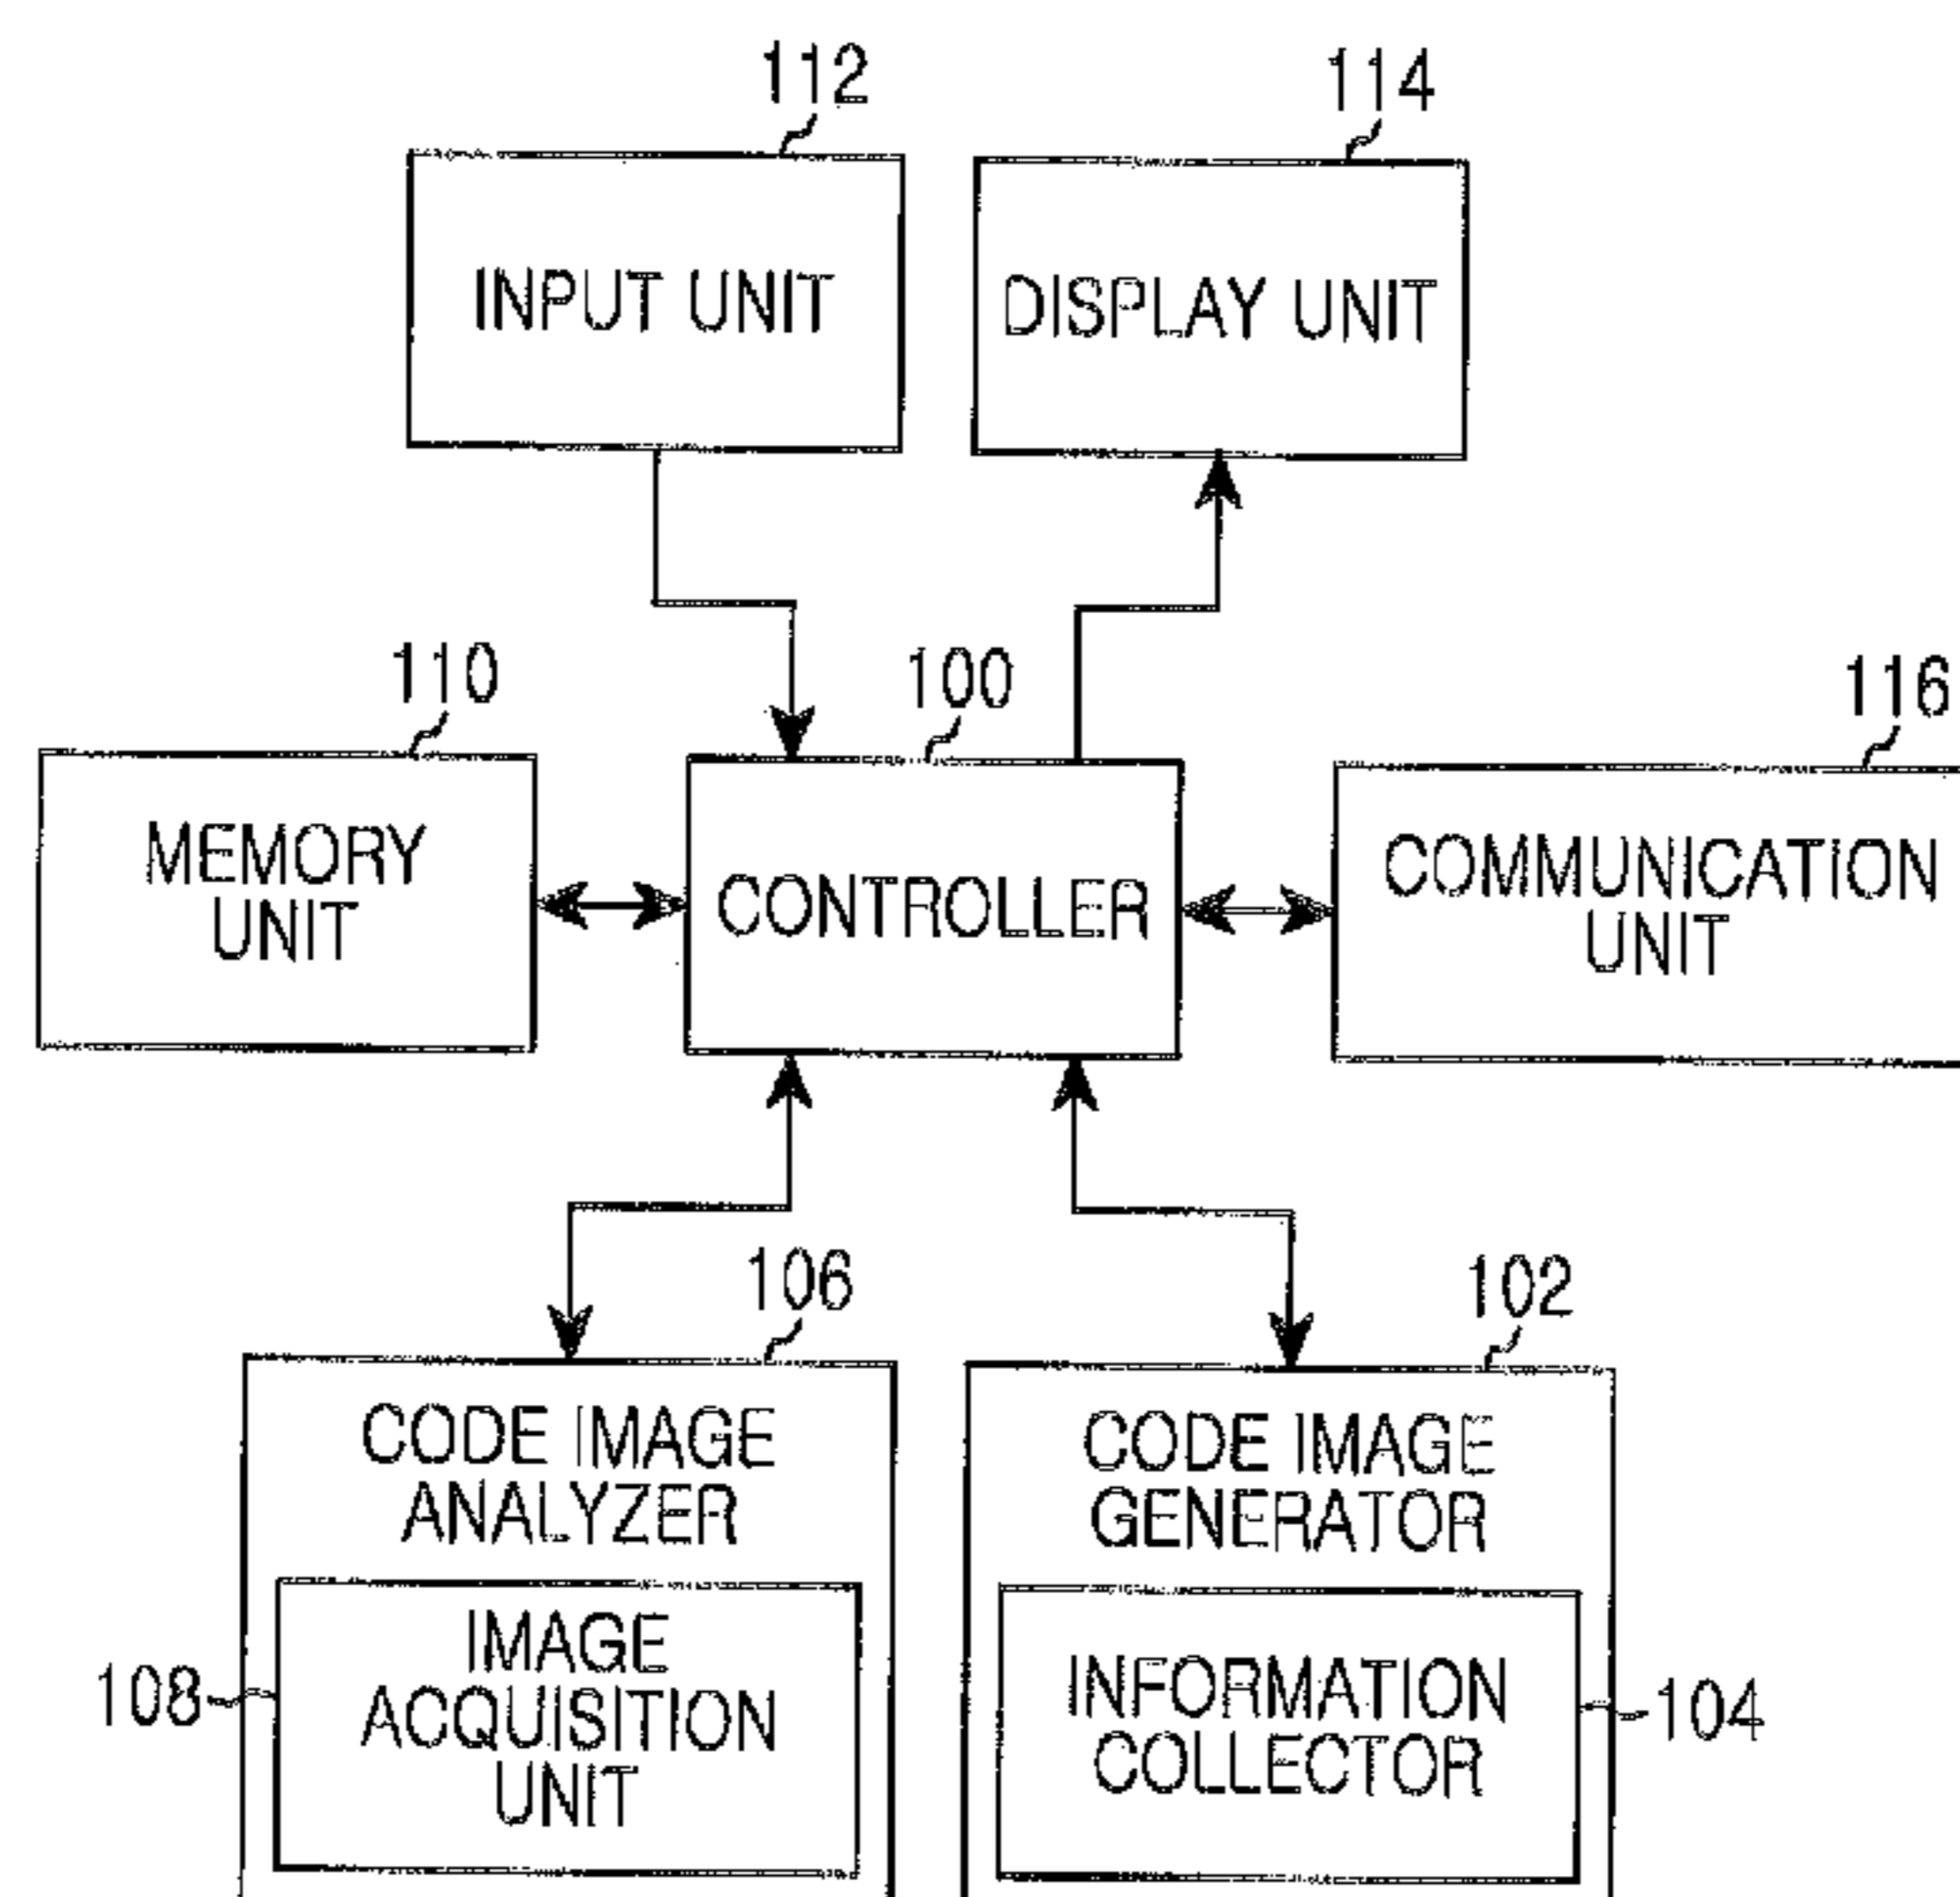 112
114
INPUT UNIT
DISPLAY UNIT
110
100
116
MEMORY
UNIT
CONTROLLER
COMMUNICATION
UNIT
106
102
CODE IMAGE
ANALYZER
CODE IMAGE
GENERATOR
108
IMAGE
ACQUISITION
UNIT
INFORMATION
COLLECTOR
104